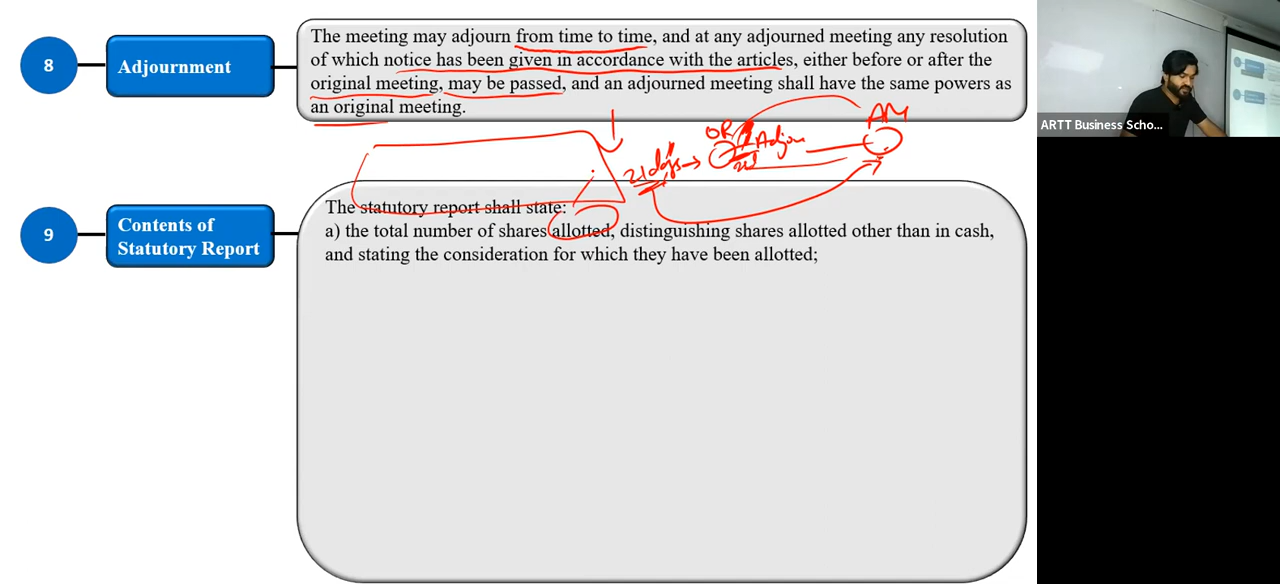 8
Adjournment
The meeting may adjourn from time to time, and at any adjourned meeting any resolution
of which notice has been given in accordance with the articles, either before or after the
original meeting, may be passed, and an adjourned meeting shall have the same powers as
an original meeting.
21 days
OR
Adjou
AM
9
Contents of
Statutory Report
The statutory report shall state:
a) the total number of shares allotted, distinguishing shares allotted other than in cash,
and stating the consideration for which they have been allotted;
ARTT Business Scho...